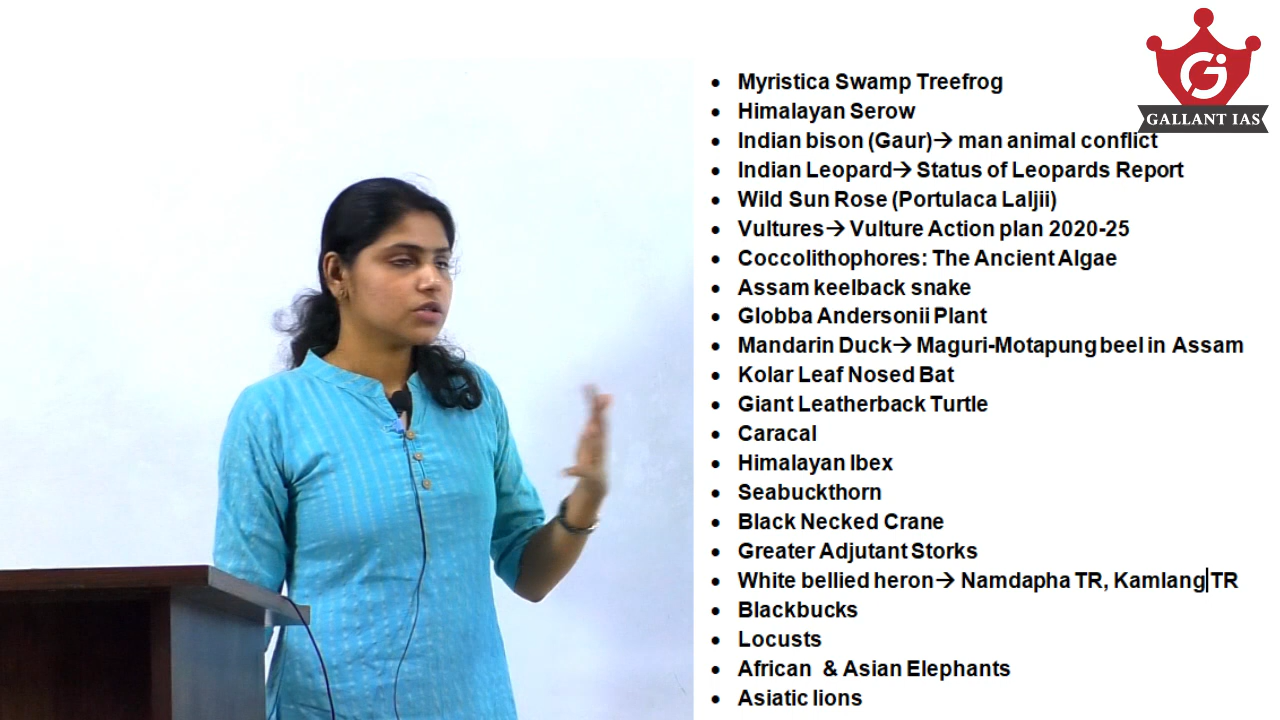 GALLANT IAS
• Myristica Swamp Treefrog
• Himalayan Serow
• Indian bison (Gaur)→ man animal conflict
• Indian Leopard→ Status of Leopards Report
• Wild Sun Rose (Portulaca Laljii)
• Vultures→ Vulture Action plan 2020-25
• Coccolithophores: The Ancient Algae
• Assam keelback snake
• Globba Andersonii Plant
• Mandarin Duck→ Maguri-Motapung beel in Assam
• Kolar Leaf Nosed Bat
• Giant Leatherback Turtle
• Caracal
• Himalayan Ibex
• Seabuckthorn
• Black Necked Crane
• Greater Adjutant Storks
• White bellied heron→ Namdapha TR, Kamlang TR
• Blackbucks
• Locusts
• African & Asian Elephants
• Asiatic lions